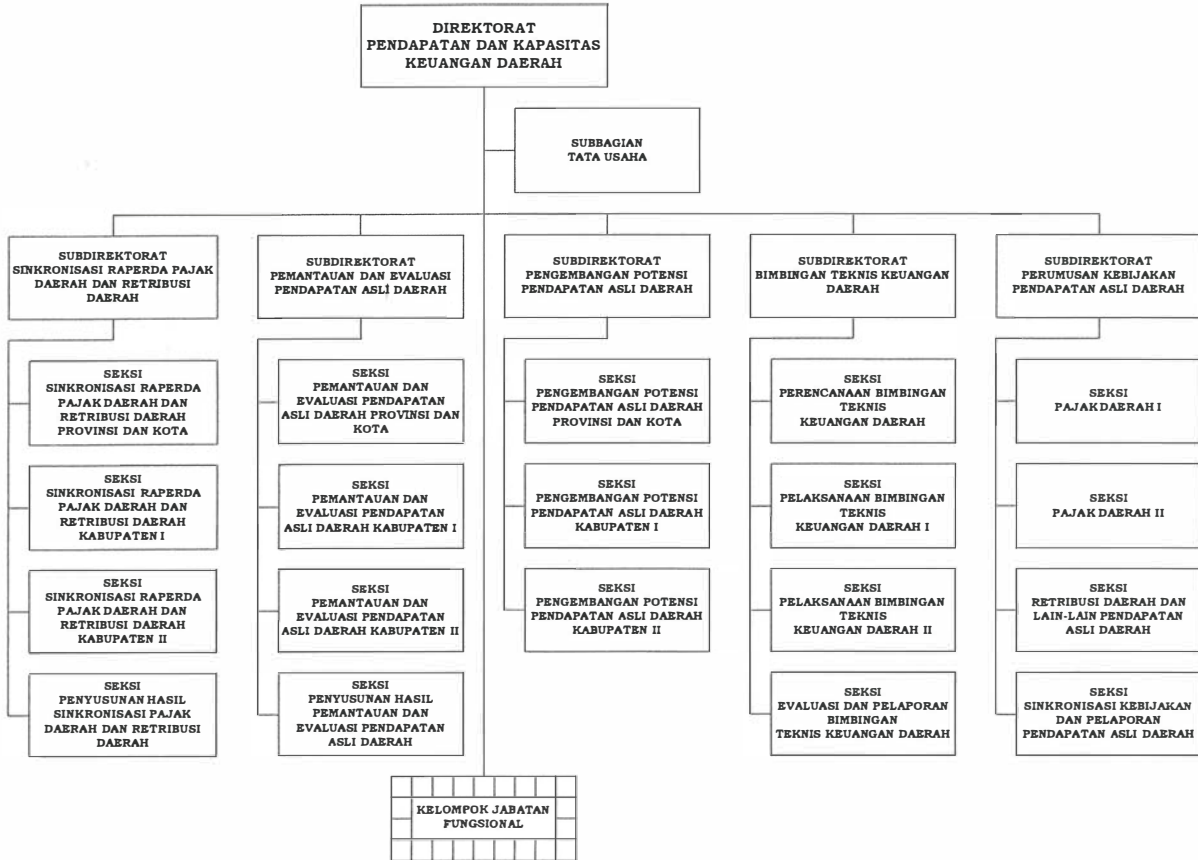 DIREKTORAT
PENDAPATAN DAN KAPASITAS
KEUANGAN DAERAH
SUBBAGIAN
TATA USAHA
SUBDIREKTORAT
SINKRONISASI RAPERDA PAJAK
DAERAH DAN RETRIBUSI
DAERAH
SUBDIREKTORAT
PEMANTAUAN DAN EVALUASI
PENDAPATAN ASLI DAERAH
SUBDIREKTORAT
PENGEMBANGAN POTENSI
PENDAPATAN ASLI DAERAH
SUBDIREKTORAT
BIMBINGAN TEKNIS KEUANGAN
DAERAH
SUBDIREKTORAT
PERUMUSAN KEBIJAKAN
PENDAPATAN ASLI DAERAH
SEKSI
SINKRONISASI RAPERDA
PAJAK DAERAH DAN
RETRIBUSI DAERAH
PROVINSI DAN KOTA
SEKSI
PEMANTAUAN DAN
EVALUASI PENDAPATAN
ASLI DAERAH PROVINSI DAN
KOTA
SEKSI
PENGEMBANGAN POTENSI
PENDAPATAN ASLI DAERAH
PROVINSI DAN KOTA
SEKSI
PERENCANAAN BIMBINGAN
TEKNIS
KEUANGAN DAERAH
SEKSI
PAJAK DAERAH I
SEKSI
SINKRONISASI RAPERDA
PAJAK DAERAH DAN
RETRIBUSI DAERAH
KABUPATEN I
SEKSI
PEMANTAUAN DAN
EVALUASI PENDAPATAN
ASLI DAERAH KABUPATEN I
SEKSI
PENGEMBANGAN POTENSI
PENDAPATAN ASLI DAERAH
KABUPATEN I
SEKSI
PELAKSANAAN BIMBINGAN
TEKNIS
KEUANGAN DAERAH I
SEKSI
PAJAK DAERAH II
SEKSI
SINKRONISASI RAPERDA
PAJAK DAERAH DAN
RETRIBUSI DAERAH
KABUPATEN II
SEKSI
PEMANTAUAN DAN
EVALUASI PENDAPATAN
ASLI DAERAH KABUPATEN II
SEKSI
PENGEMBANGAN POTENSI
PENDAPATAN ASLI DAERAH
KABUPATEN II
SEKSI
PELAKSANAAN BIMBINGAN
TEKNIS
KEUANGAN DAERAH II
SEKSI
RETRIBUSI DAERAH DAN
LAIN-LAIN PENDAPATAN
ASLI DAERAH
SEKSI
PENYUSUNAN HASIL
SINKRONISASI PAJAK
DAERAH DAN RETRIBUSI
DAERAH
SEKSI
PENYUSUNAN HASIL
PEMANTAUAN DAN
EVALUASI PENDAPATAN
ASLI DAERAH
SEKSI
EVALUASI DAN PELAPORAN
BIMBINGAN
TEKNIS KEUANGAN DAERAH
SEKSI
SINKRONISASI KEBIJAKAN
DAN PELAPORAN
PENDAPATAN ASLI DAERAH
KELOMPOK JABATAN
FUNGSIONAL